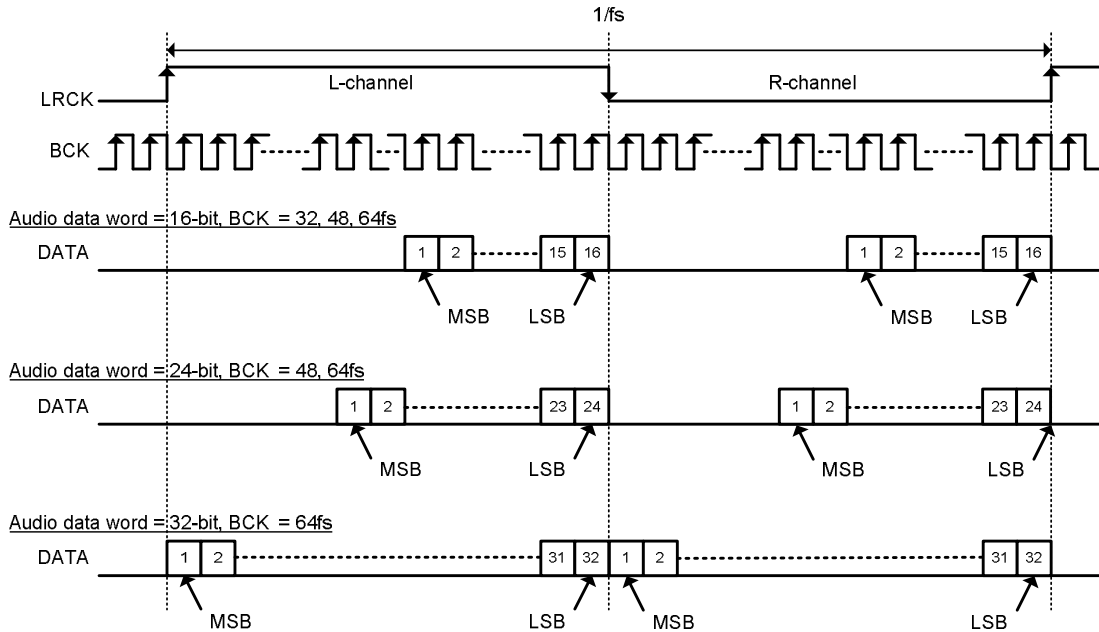 1/fs
L-channel R-channel
LRCK
BCK
Audio data word = 16-bit, BCK = 32, 48, 64fs
DATA 1 2 15 16 1 2 15 16
MSB LSB MSB LSB
Audio data word = 24-bit, BCK = 48, 64fs
DATA 1 2 23 24 1 2 23 24
MSB LSB MSB LSB
Audio data word = 32-bit, BCK = 64fs
DATA 1 2 31 32 1 2 31 32
MSB LSB MSB LSB